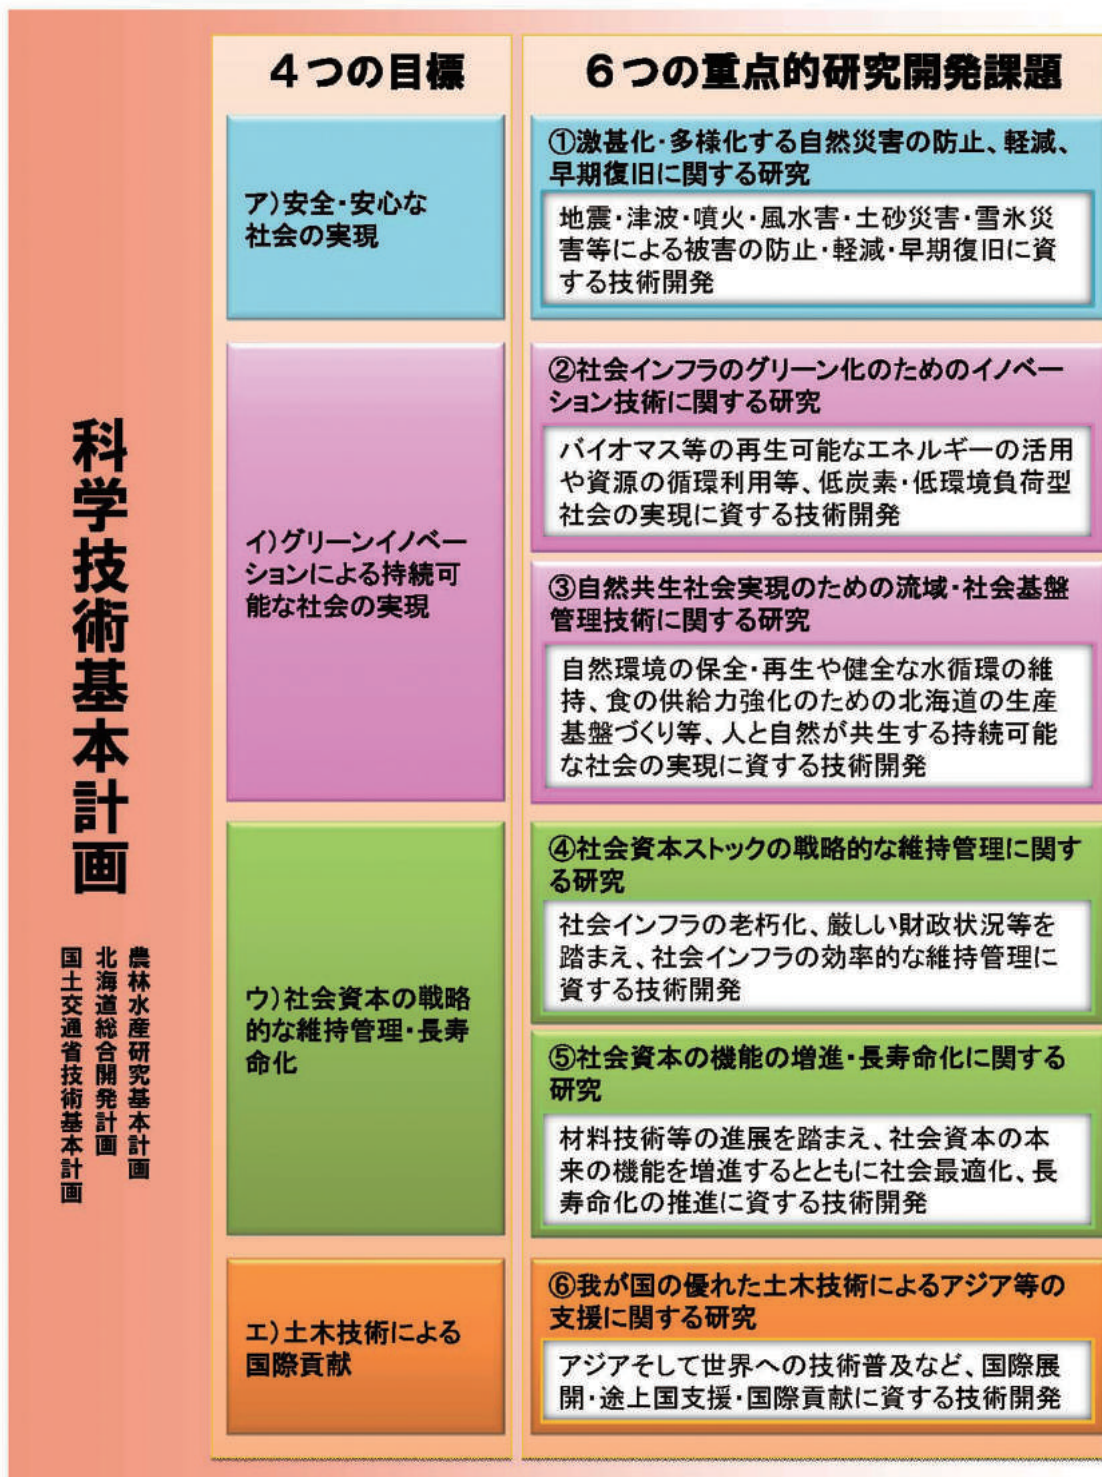 科学技術基本計画
農林水産研究基本計画
北海道総合開発計画
国土交通省技術基本計画
4つの目標
6つの重点的研究開発課題
ア)安全・安心な
社会の実現
①激甚化・多様化する自然災害の防止、軽減、
早期復旧に関する研究
地震・津波・噴火・風水害・土砂災害・雪氷災
害等による被害の防止・軽減・早期復旧に資
する技術開発
イ)グリーンイノベー
ションによる持続可
能な社会の実現
②社会インフラのグリーン化のためのイノベー
ション技術に関する研究
バイオマス等の再生可能なエネルギーの活用
や資源の循環利用等、低炭素・低環境負荷型
社会の実現に資する技術開発
③自然共生社会実現のための流域・社会基盤
管理技術に関する研究
自然環境の保全・再生や健全な水循環の維
持、食の供給力強化のための北海道の生産
基盤づくり等、人と自然が共生する持続可能
な社会の実現に資する技術開発
ウ)社会資本の戦略
的な維持管理・長寿
命化
④社会資本ストックの戦略的な維持管理に関す
る研究
社会インフラの老朽化、厳しい財政状況等を
踏まえ、社会インフラの効率的な維持管理に
資する技術開発
⑤社会資本の機能の増進・長寿命化に関する
研究
材料技術等の進展を踏まえ、社会資本の本
来の機能を増進するとともに社会最適化、長
寿命化の推進に資する技術開発
エ)土木技術による
国際貢献
⑥我が国の優れた土木技術によるアジア等の
支援に関する研究
アジアそして世界への技術普及など、国際展
開・途上国支援・国際貢献に資する技術開発